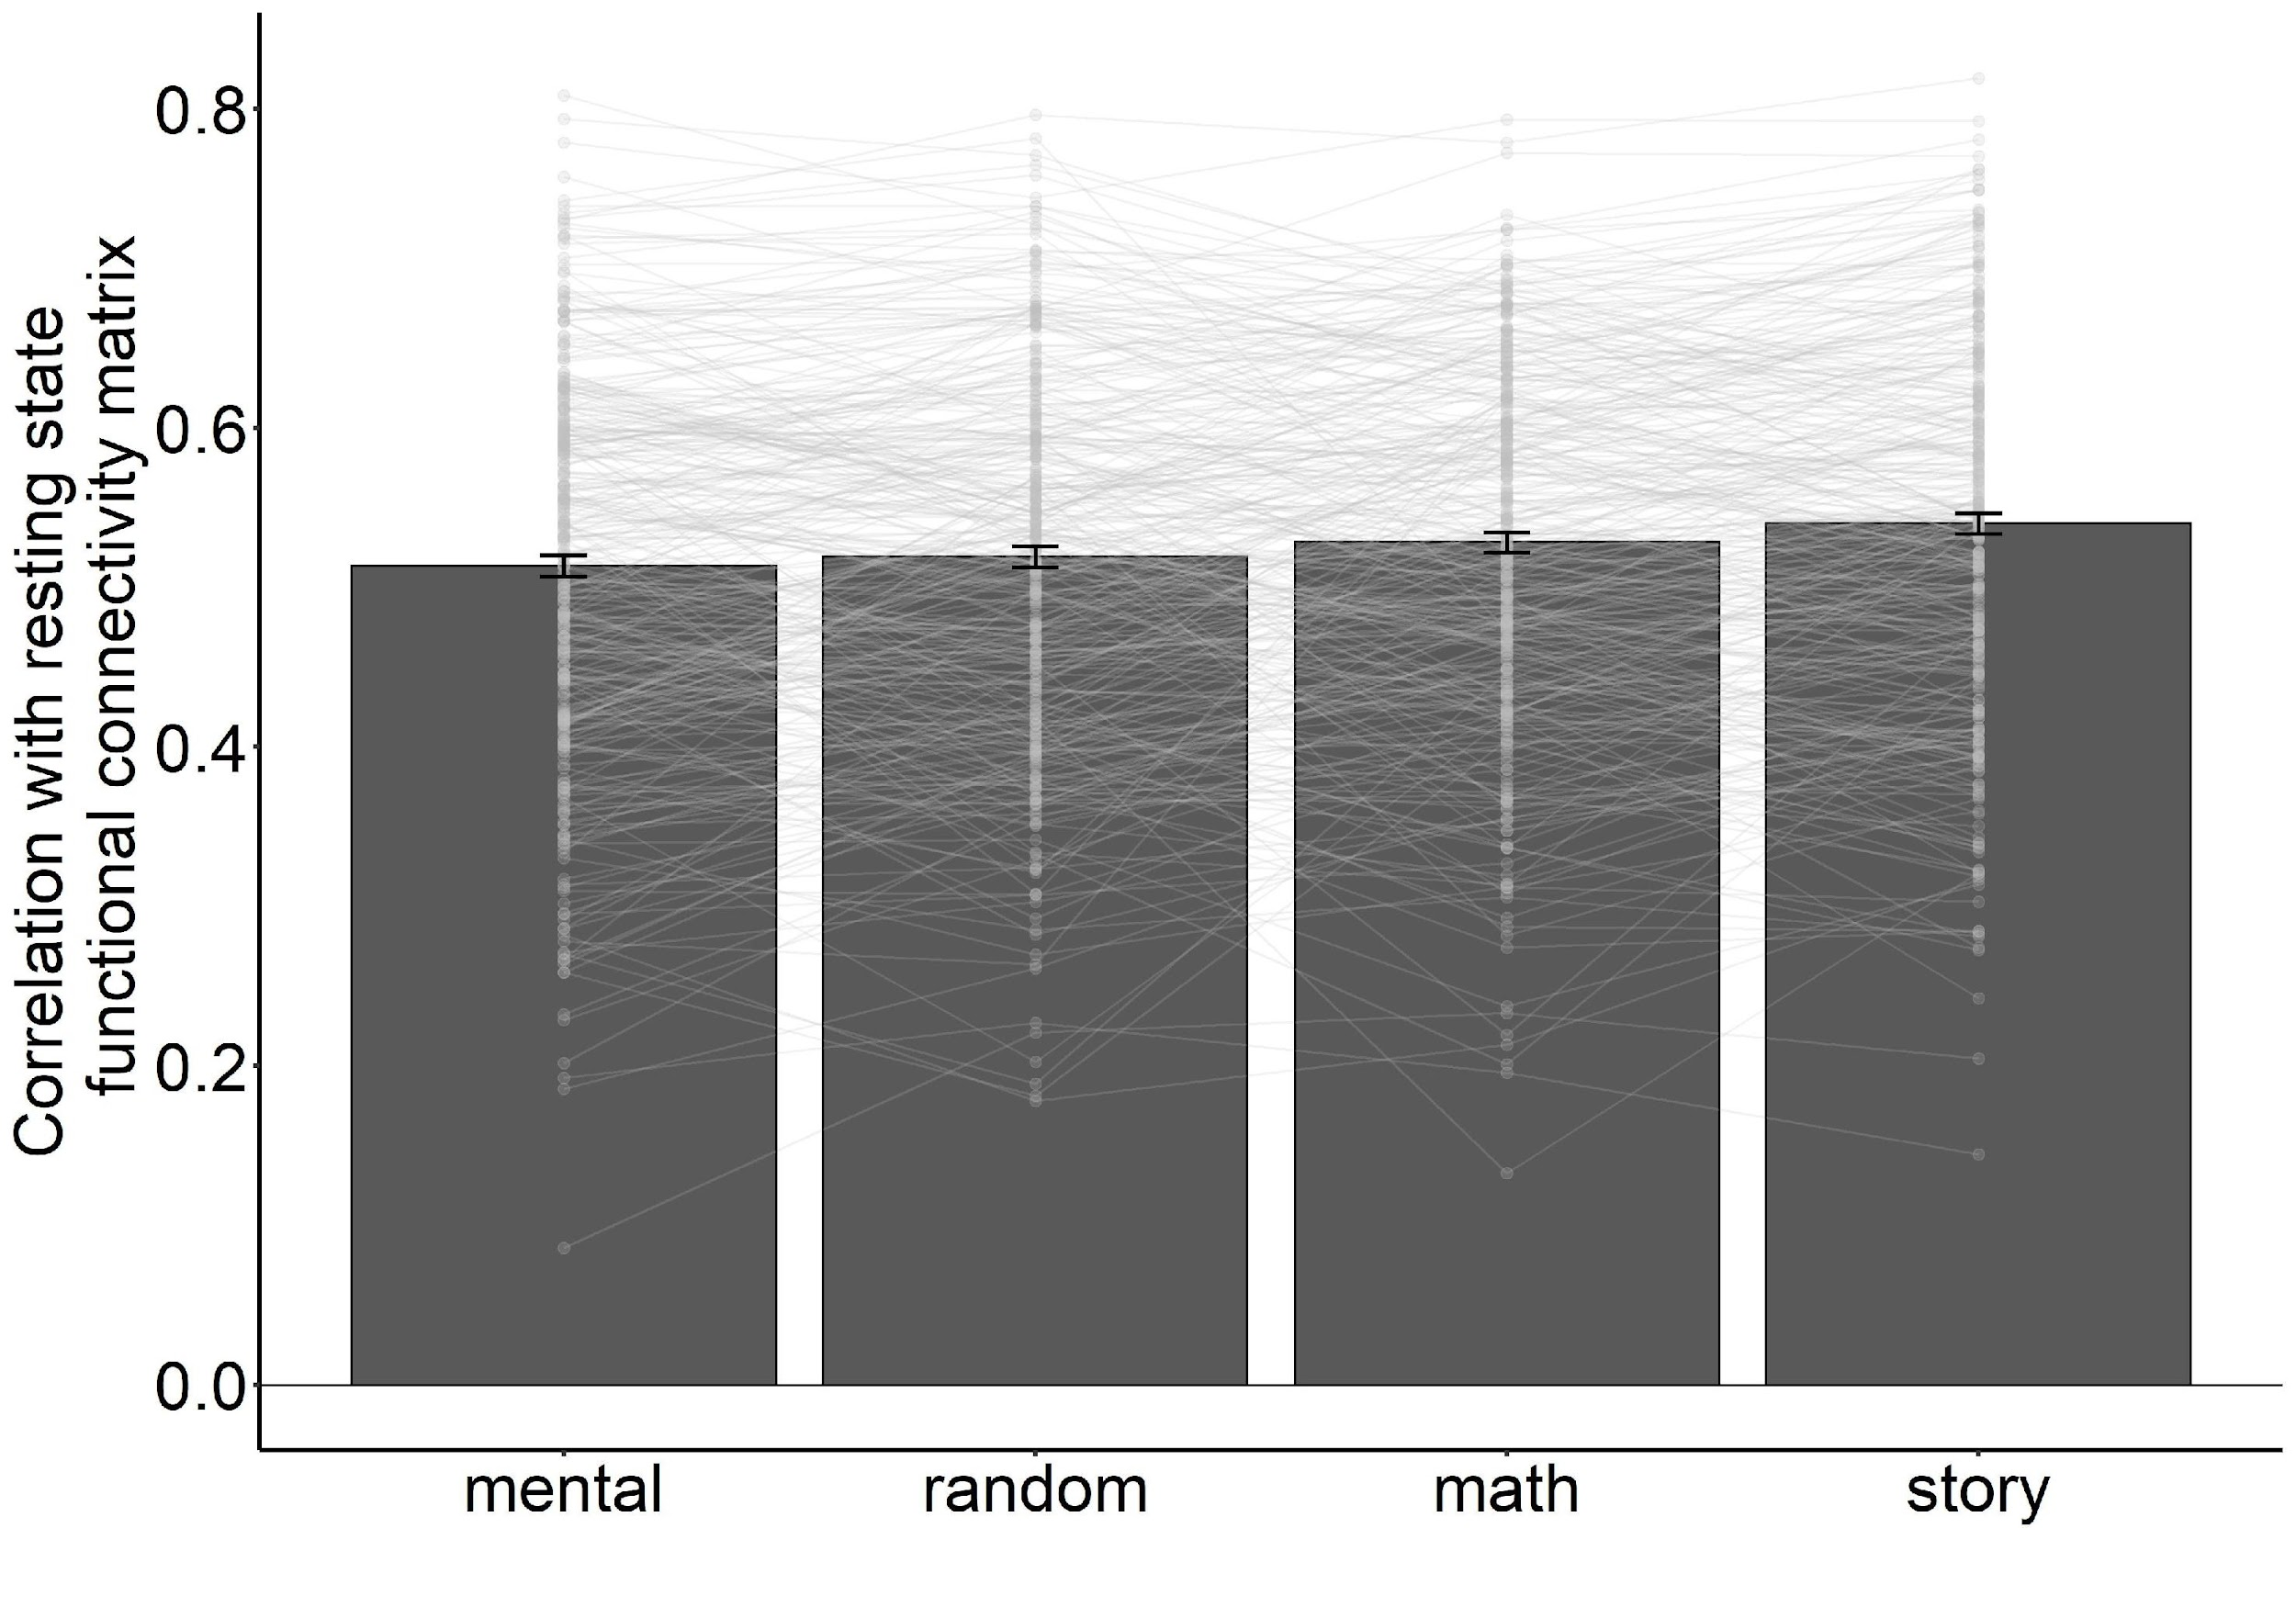 Correlation with resting state
functional connectivity matrix
0.8
0.6
0.4
0.2
0.0
mental
random
math
story